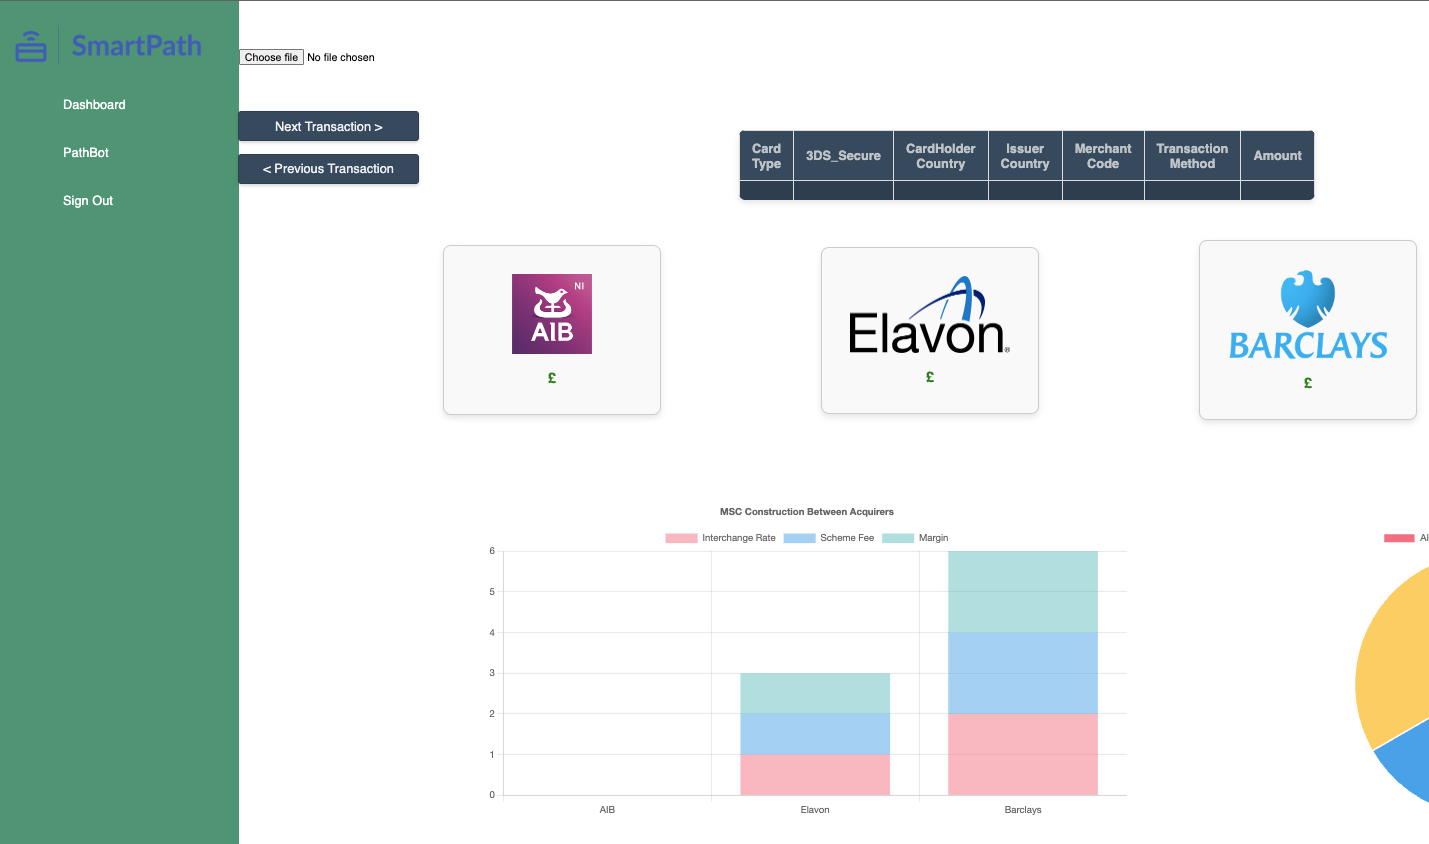 SmartPath
Dashboard
PathBot
Sign Out
Choose file No file chosen
Next Transaction >
< Previous Transaction
Card Type
3DS_Secure
CardHolder Country
Issuer Country
Merchant Code
Transaction Method
Amount
NI
AIB
£
Elavon
£
BARCLAYS
£
MSC Construction Between Acquirers
Interchange Rate Scheme Fee Margin
6
5
4
3
2
1
0
AIB Elavon Barclays